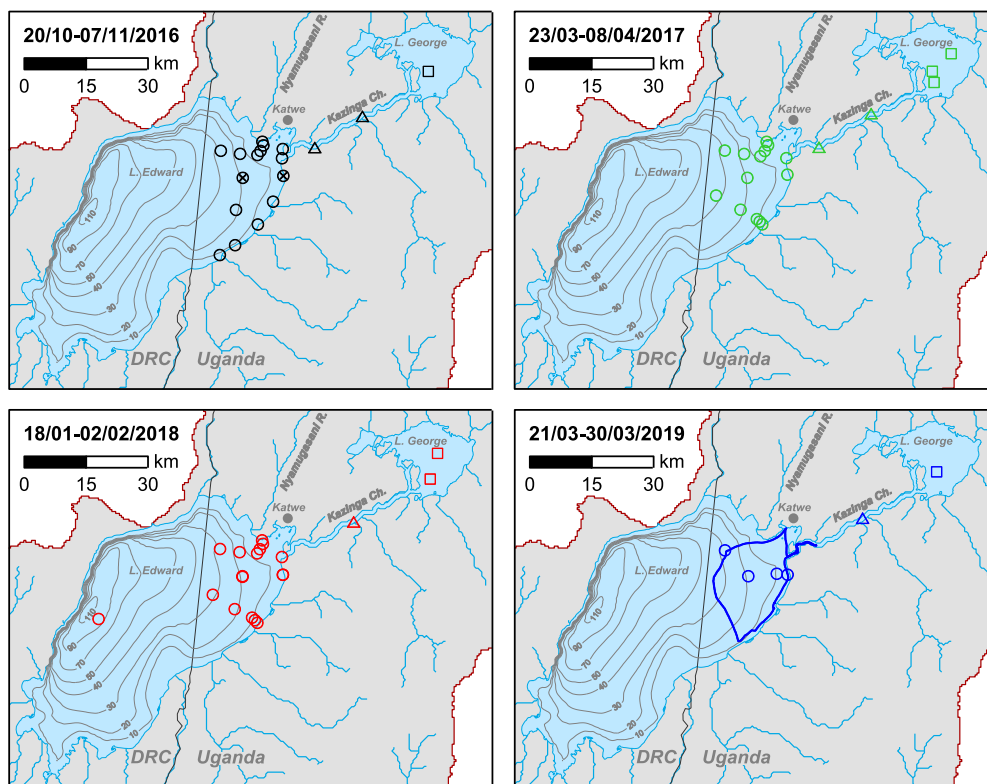 20/10-07/11/2016
km
0 15 30
L. George
Nyamugasani R.
Kazinga Ch.
Katwe
L. Edward
110
90
70
50
40
30
20
10
DRC Uganda
23/03-08/04/2017
km
0 15 30
L. George
Nyamugasani R.
Kazinga Ch.
Katwe
L. Edward
110
90
70
50
40
30
20
10
DRC Uganda
18/01-02/02/2018
km
0 15 30
L. George
Nyamugasani R.
Kazinga Ch.
Katwe
L. Edward
110
90
70
50
40
30
20
10
DRC Uganda
21/03-30/03/2019
km
0 15 30
L. George
Nyamugasani R.
Kazinga Ch.
Katwe
L. Edward
110
90
70
50
40
30
20
10
DRC Uganda